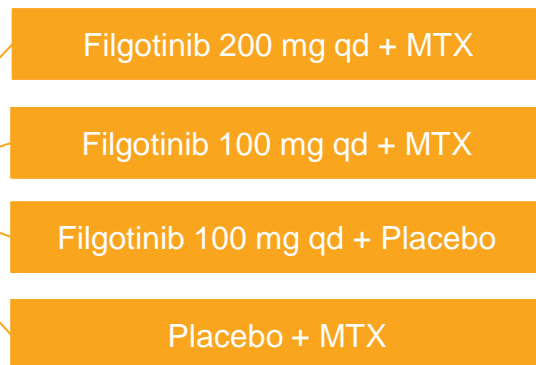 Filgotinib 200 mg qd + MTX
Filgotinib 100 mg qd + MTX
Filgotinib 100 mg qd + Placebo
Placebo + MTX